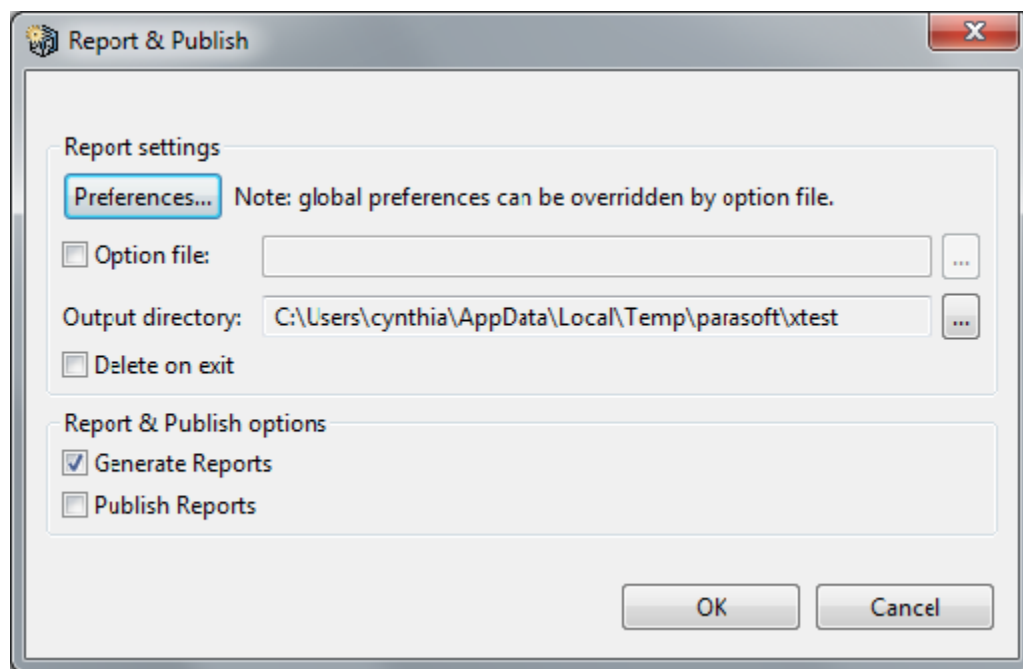 Report & Publish
Report settings
Preferences... Note: global preferences can be overridden by option file.
Option file: ...
Output directory: C:\Users\cynthia\AppData\Local\Temp\parasoft\xtest ...
Delete on exit
Report & Publish options
Generate Reports
Publish Reports
OK Cancel